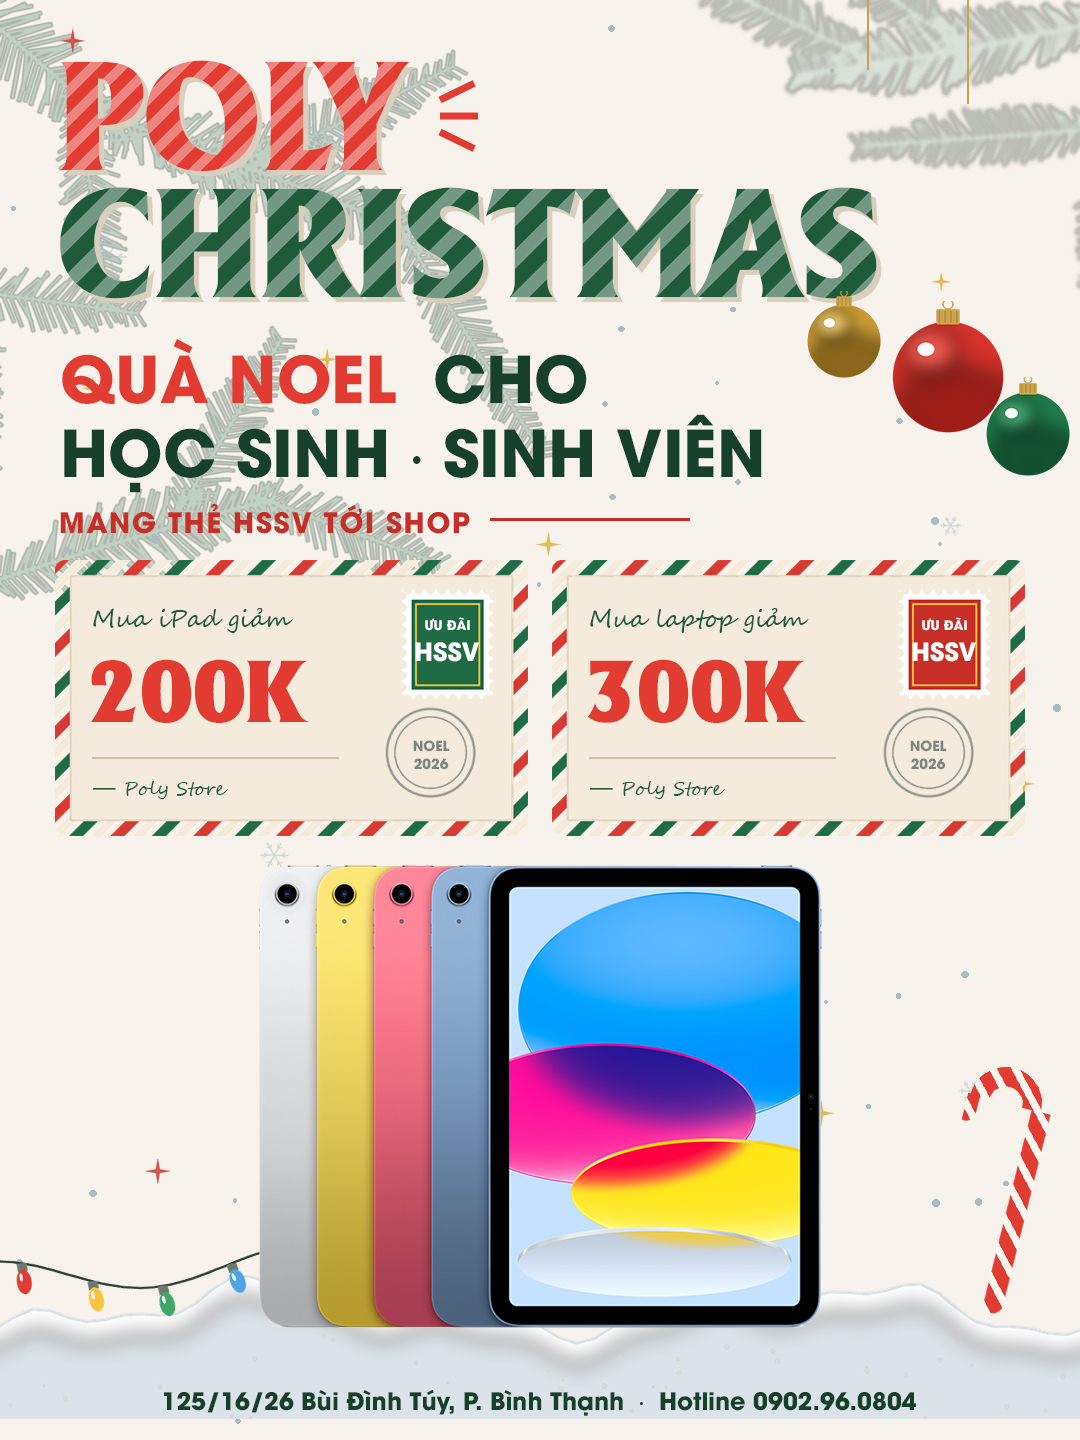 POLY
CHRISTMAS
QUÀ NOEL CHO
HỌC SINH · SINH VIÊN
MANG THẺ HSSV TỚI SHOP
Mua iPad giảm
200K
— Poly Store
ƯU ĐÃI
HSSV
NOEL
2026
Mua laptop giảm
300K
— Poly Store
ƯU ĐÃI
HSSV
NOEL
2026
125/16/26 Bùi Đình Túy, P. Bình Thạnh · Hotline 0902.96.0804